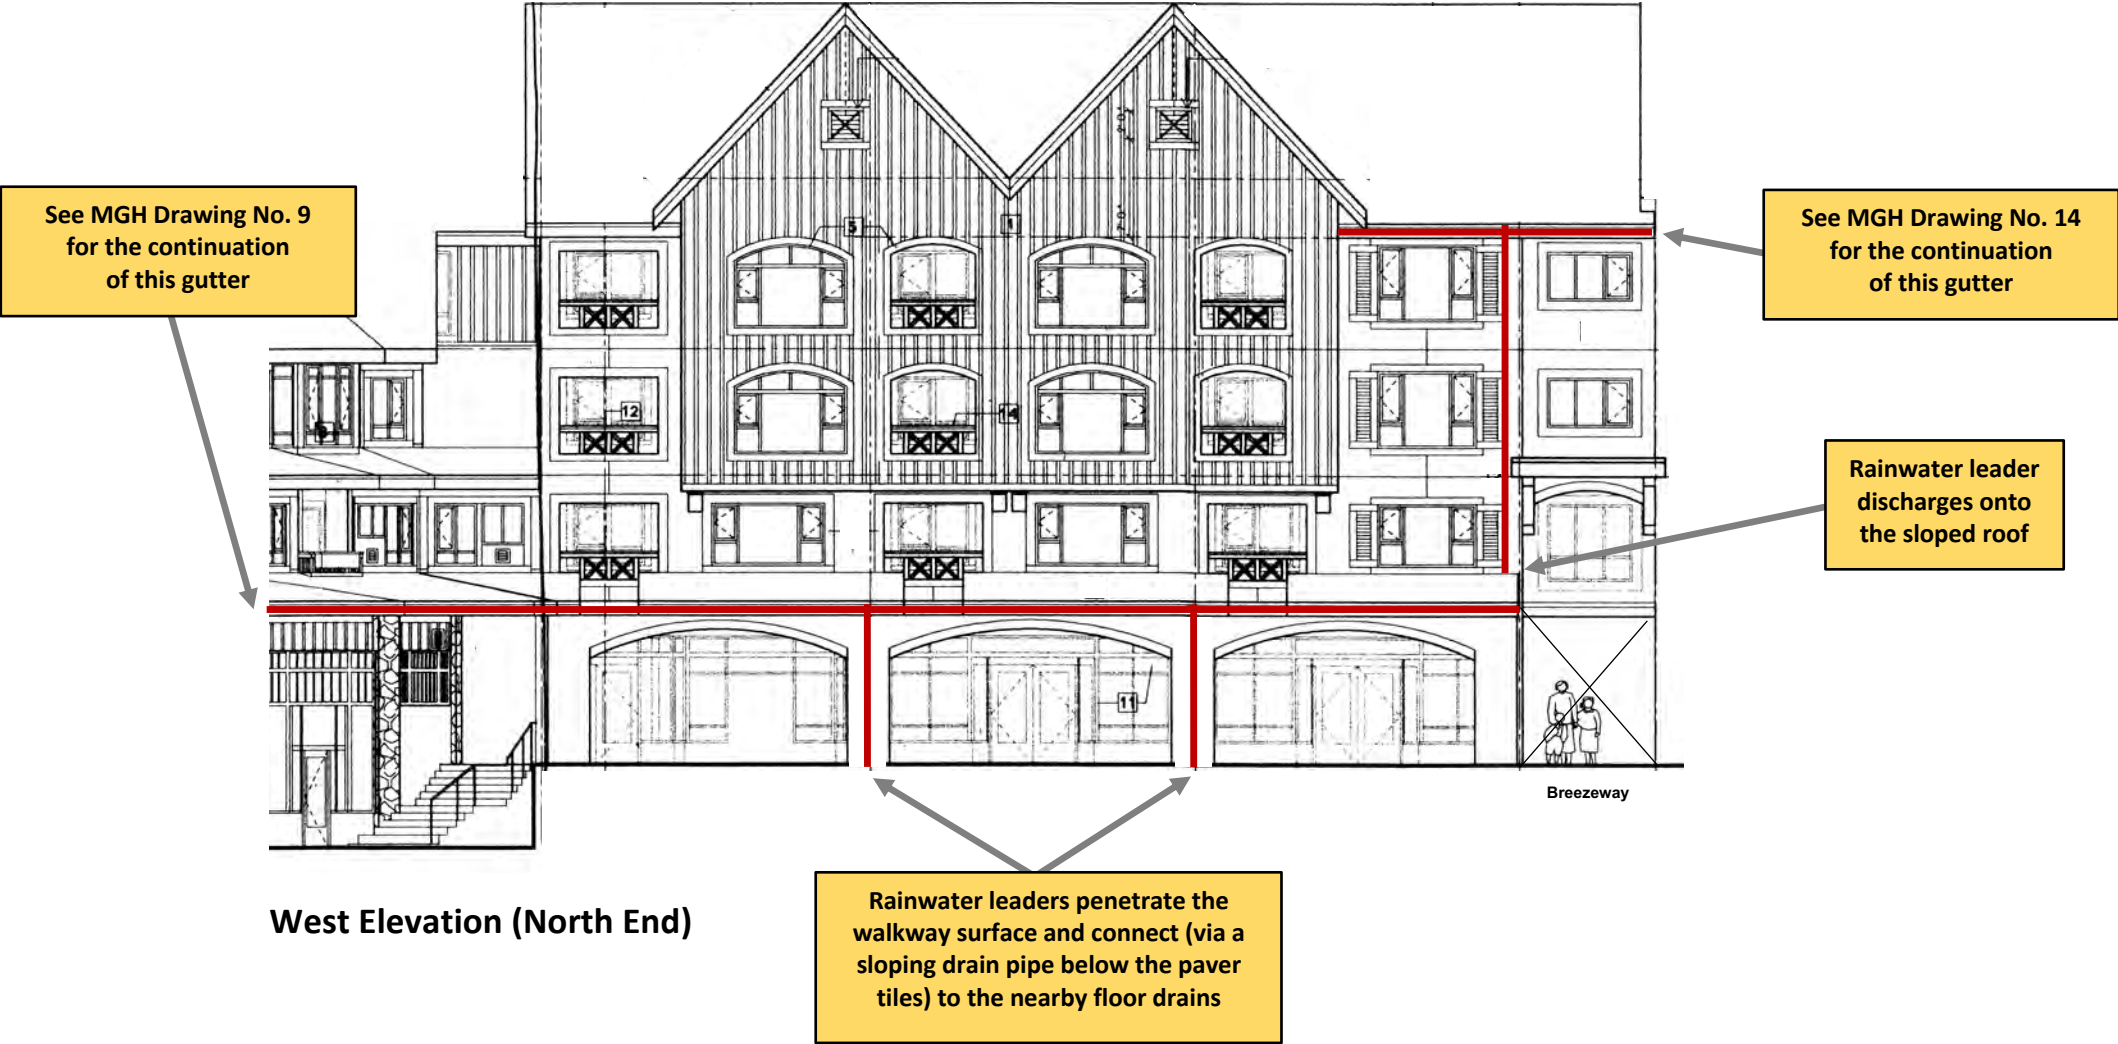 See MGH Drawing No. 9
for the continuation
of this gutter
See MGH Drawing No. 14
for the continuation
of this gutter
5
1
12
14
Rainwater leader
discharges onto
the sloped roof
11
Breezeway
West Elevation (North End)
Rainwater leaders penetrate the
walkway surface and connect (via a
sloping drain pipe below the paver
tiles) to the nearby floor drains